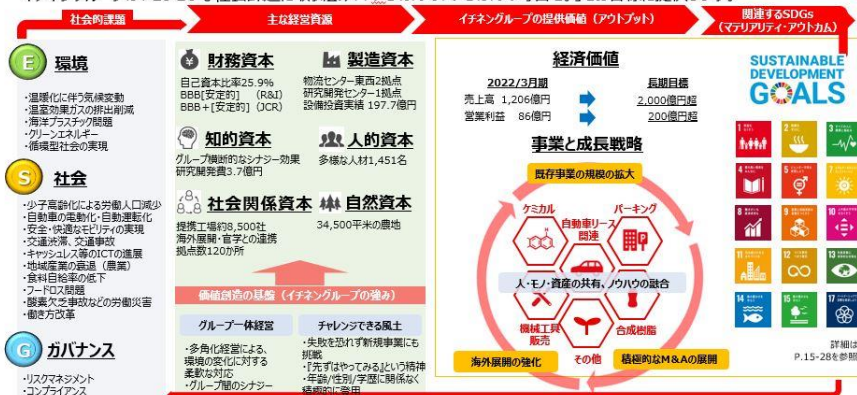 社会的課題
主な経営資源
イチネングループの提供価値（アウトプット）
関連するSDGs
（マテリアリティ・アウトカム）
E 環境
・温暖化に伴う気候変動
・温室効果ガスの排出削減
・海洋プラスチック問題
・グリーンエネルギー
・循環型社会の実現
S 社会
・少子高齢化による労働人口減少
・自動車の電動化・自動運転化
・安全・快適なモビリティの実現
・交通渋滞、交通事故
・キャッシュレス等のICTの進展
・地域産業の衰退（農業）
・食料自給率の低下
・フードロス問題
・酸素欠乏事故などの労働災害
・働き方改革
G ガバナンス
・リスクマネジメント
・コンプライアンス
財務資本
自己資本比率25.9%
BBB[安定的] （R&I）
BBB+[安定的]（JCR）
製造資本
物流センター東西2拠点
研究開発センター1拠点
設備投資実績 197.7億円
知的資本
グループ横断的なシナジー効果
研究開発費3.7億円
人的資本
多様な人材1,451名
社会関係資本
提携工場約8,500社
海外展開・官学との連携
拠点数120か所
自然資本
34,500平米の農地
価値創造の基盤（イチネングループの強み）
グループ一体経営
・多角化経営による、
環境の変化に対する
柔軟な対応
・グループ間のシナジー
チャレンジできる風土
・失敗を恐れず新規事業にも
挑戦
・『先ずはやってみる』という精神
・年齢/性別/学歴に関係なく
積極的に登用
経済価値
2022/3月期
長期目標
売上高 1,206億円
2,000億円超
営業利益 86億円
200億円超
事業と成長戦略
既存事業の規模の拡大
ケミカル
自動車リース
関連
パーキング
人・モノ・資産の共有、ノウハウの融合
機械工具
販売
その他
合成樹脂
海外展開の強化
積極的なM&Aの展開
SUSTAINABLE
DEVELOPMENT
GOALS
1
2
3
4
5
7
8
9
10
11
12
13
14
15
17
詳細は
P.15-28を参照